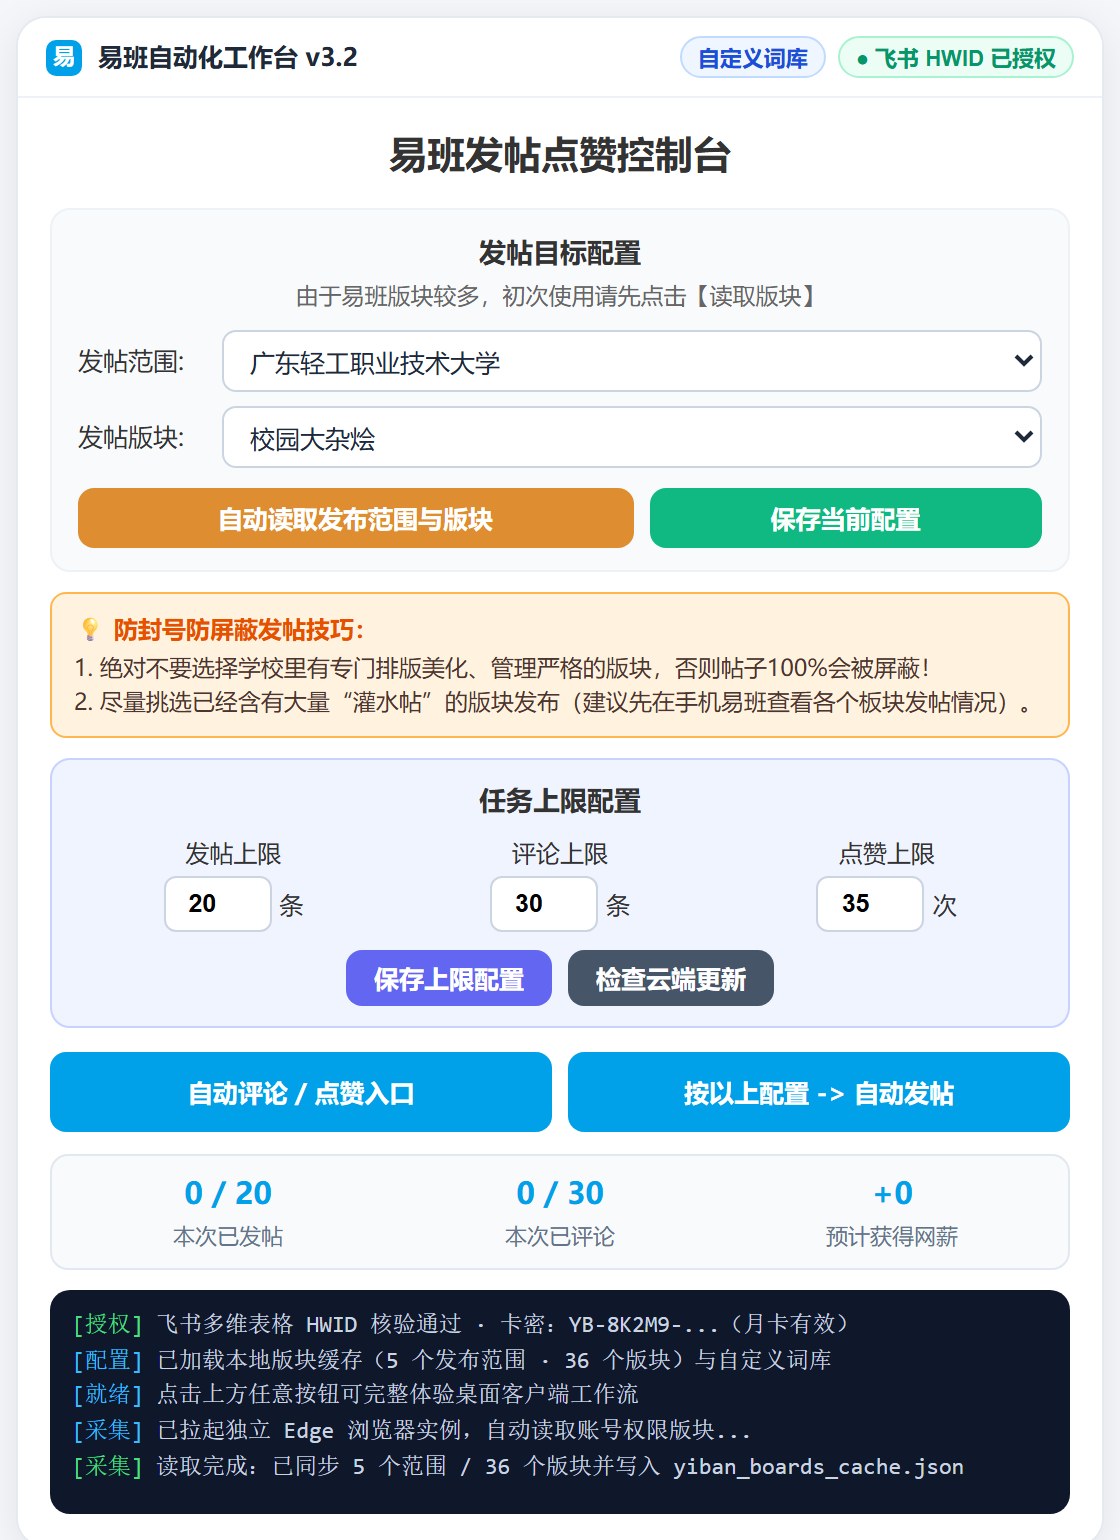 易 易班自动化工作台 v3.2 自定义词库 ● 飞书 HWID 已授权
易班发帖点赞控制台
发帖目标配置
由于易班版块较多，初次使用请先点击【读取版块】
发帖范围: 广东轻工职业技术大学
发帖版块: 校园大杂烩
自动读取发布范围与版块 保存当前配置
💡 防封号防屏蔽发帖技巧：
1. 绝对不要选择学校里有专门排版美化、管理严格的版块，否则帖子100%会被屏蔽！
2. 尽量挑选已经含有大量“灌水帖”的版块发布（建议先在手机易班查看各个板块发帖情况）。
任务上限配置
发帖上限 评论上限 点赞上限
20 条 30 条 35 次
保存上限配置 检查云端更新
自动评论 / 点赞入口 按以上配置 -> 自动发帖
0 / 20 0 / 30 +0
本次已发帖 本次已评论 预计获得网薪
[授权] 飞书多维表格 HWID 核验通过 · 卡密：YB-8K2M9-...（月卡有效）
[配置] 已加载本地版块缓存（5 个发布范围 · 36 个版块）与自定义词库
[就绪] 点击上方任意按钮可完整体验桌面客户端工作流
[采集] 已拉起独立 Edge 浏览器实例，自动读取账号权限版块...
[采集] 读取完成：已同步 5 个范围 / 36 个版块并写入 yiban_boards_cache.json